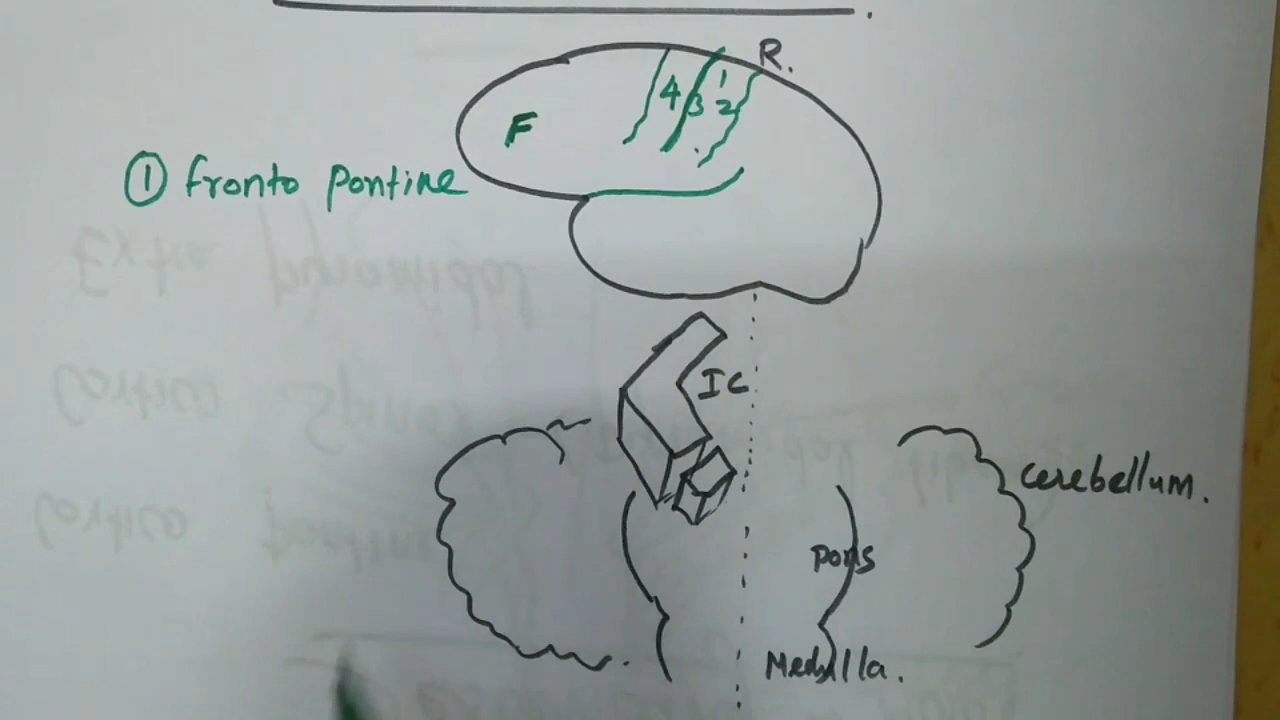 R.
4 3 1
2
F
① fronto pontine
IC
cerebellum.
pons
Medulla.